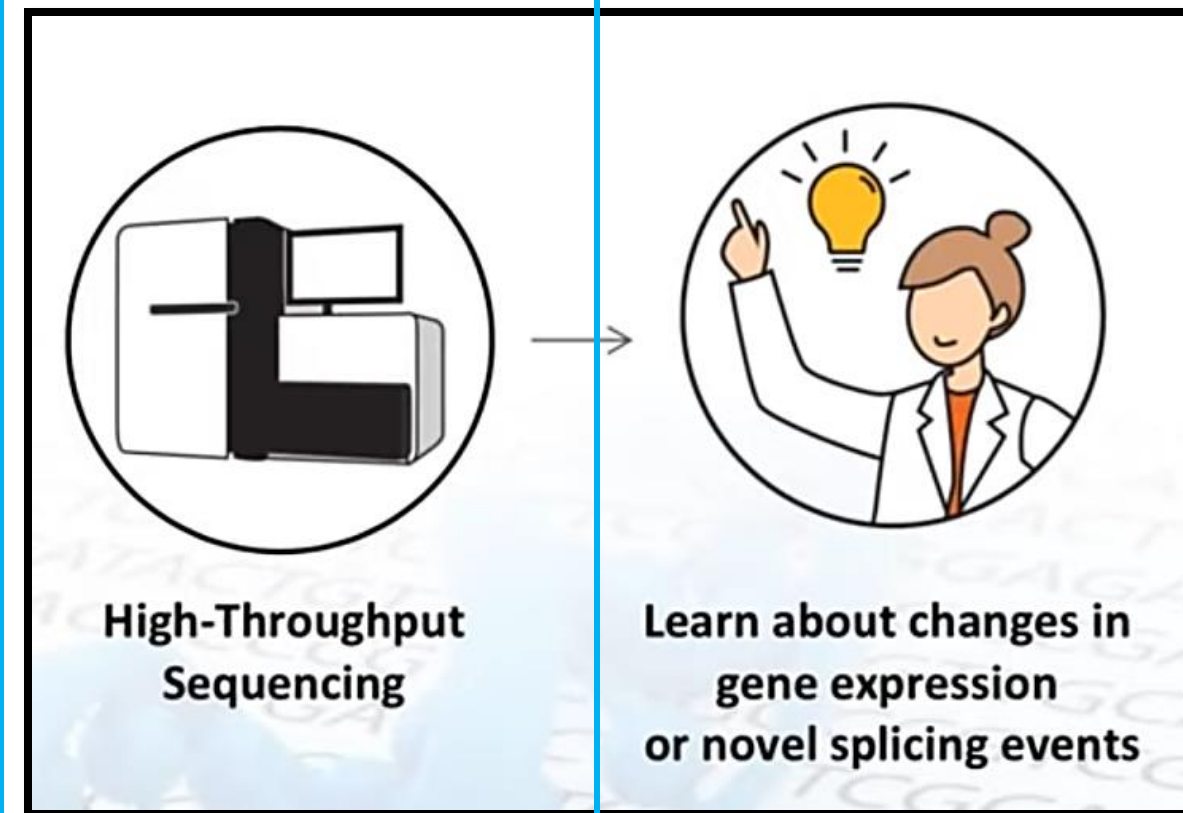 High-Throughput
Sequencing
Learn about changes in
gene expression
or novel splicing events